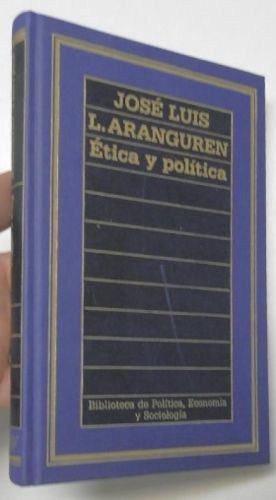 JOSÉ LUIS
L. ARANGUREN
Ética y política
Biblioteca de Política, Economía
y Sociología